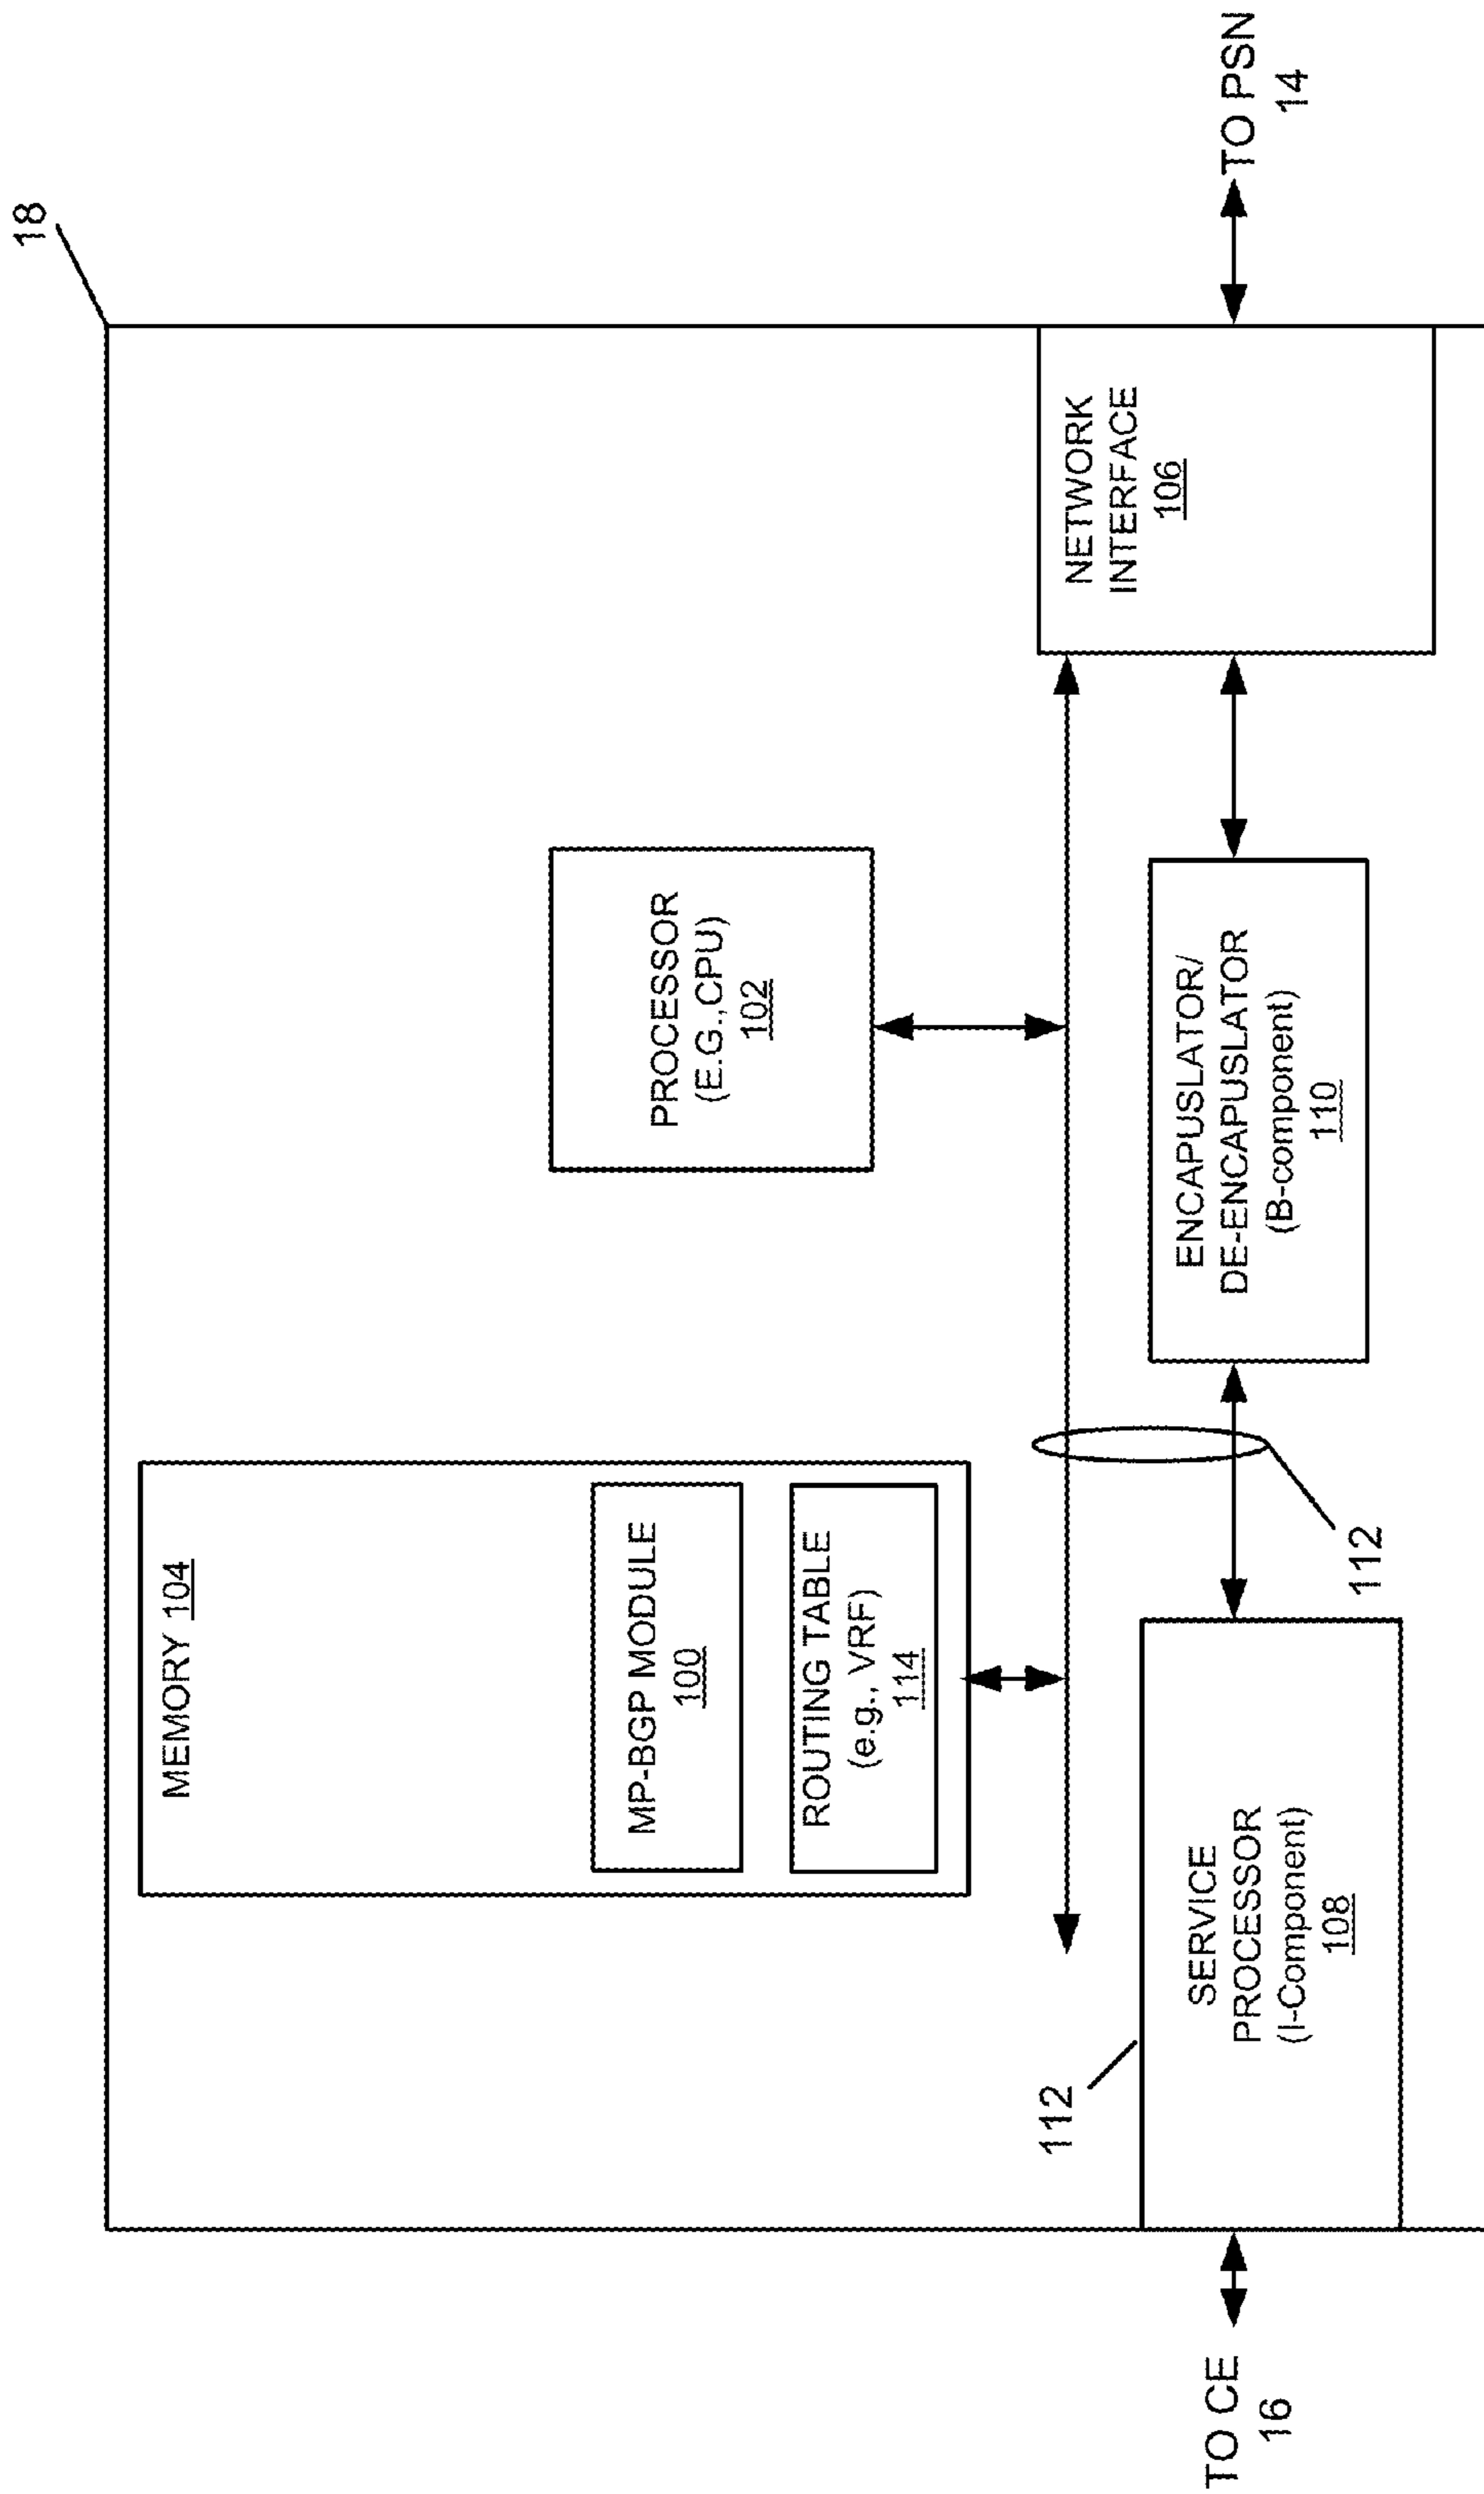 18
MEMORY 104
MP-BGP MODULE
100
ROUTING TABLE
(e.g., VRF)
114
PROCESSOR
(E.G.,CPU)
102
112
SERVICE
PROCESSOR
(I-Component)
108
112
ENCAPUSLATOR/
DE-ENCAPUSLATOR
(B-component)
110
NETWORK
INTERFACE
106
TO CE
16
TO PSN
14